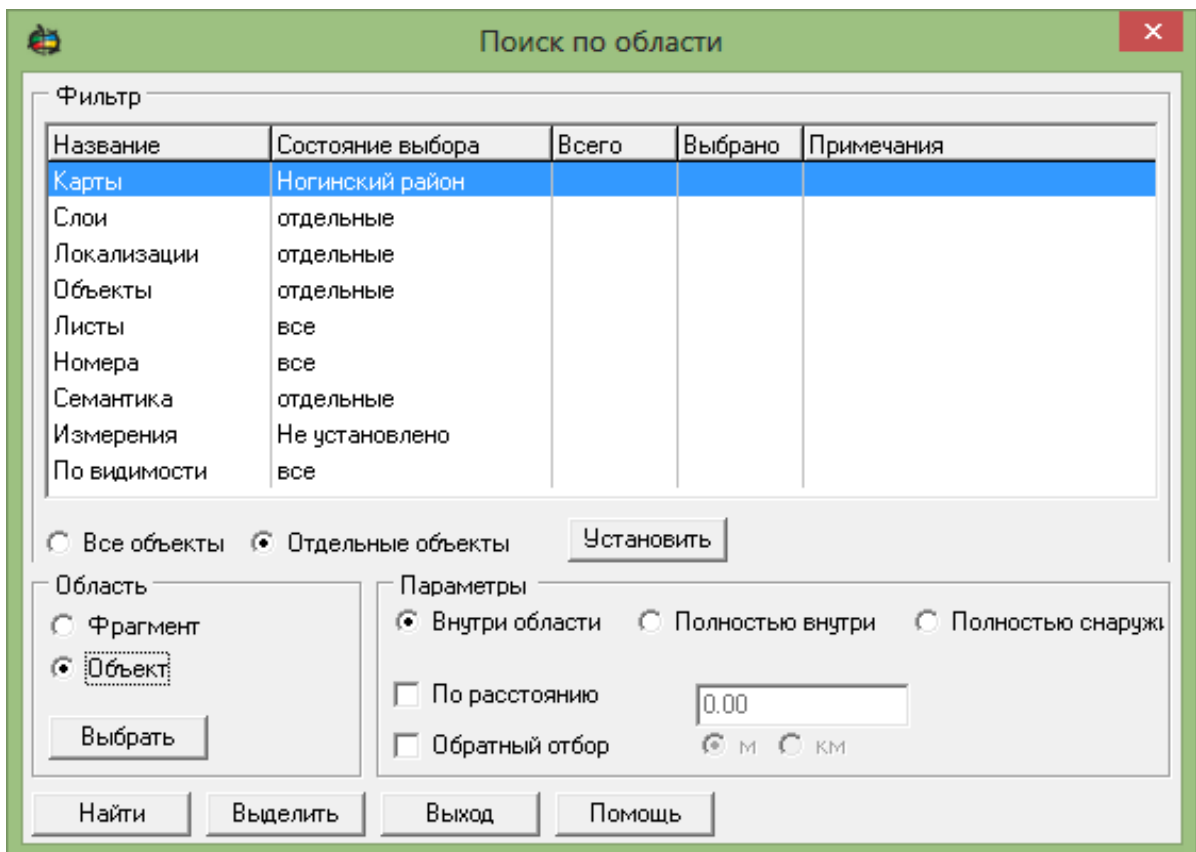 Поиск по области
Фильтр
Название Состояние выбора Всего Выбрано Примечания
Карты Ногинский район
Слои отдельные
Локализации отдельные
Объекты отдельные
Листы все
Номера все
Семантика отдельные
Измерения Не установлено
По видимости все
Все объекты Отдельные объекты Установить
Область Параметры
Фрагмент Внутри области Полностью внутри Полностью снаружи
Объект
По расстоянию 0.00
Выбрать Обратный отбор м км
Найти Выделить Выход Помощь